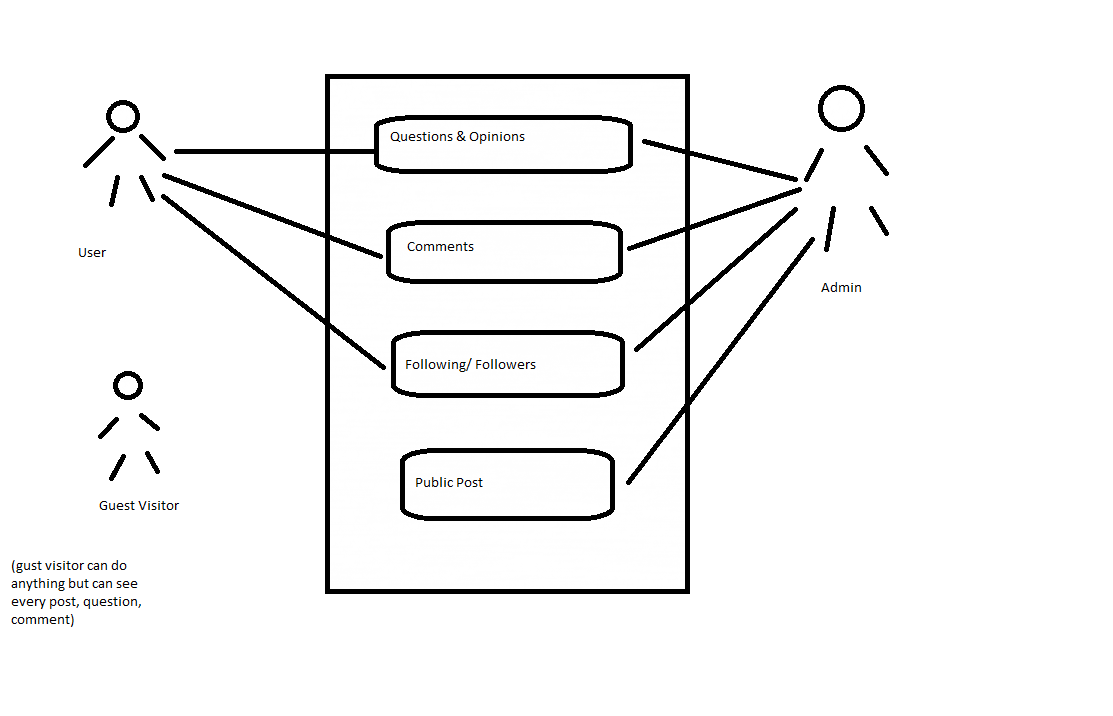 Questions & Opinions
User
Comments
Admin
Following/ Followers
Public Post
Guest Visitor
(gust visitor can do
anything but can see
every post, question,
comment)